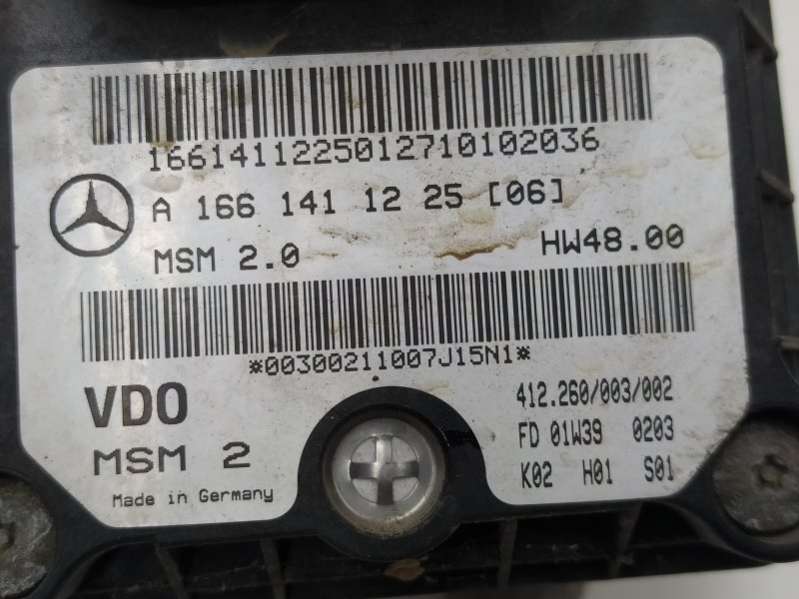 1661411225012710102036
A 166 141 12 25 [06]
MSM 2.0 HW48.00
*00300211007J15N1*
VDO 412.260/003/002
MSM 2 FD 01W39 0203
Made in Germany K02 H01 S01